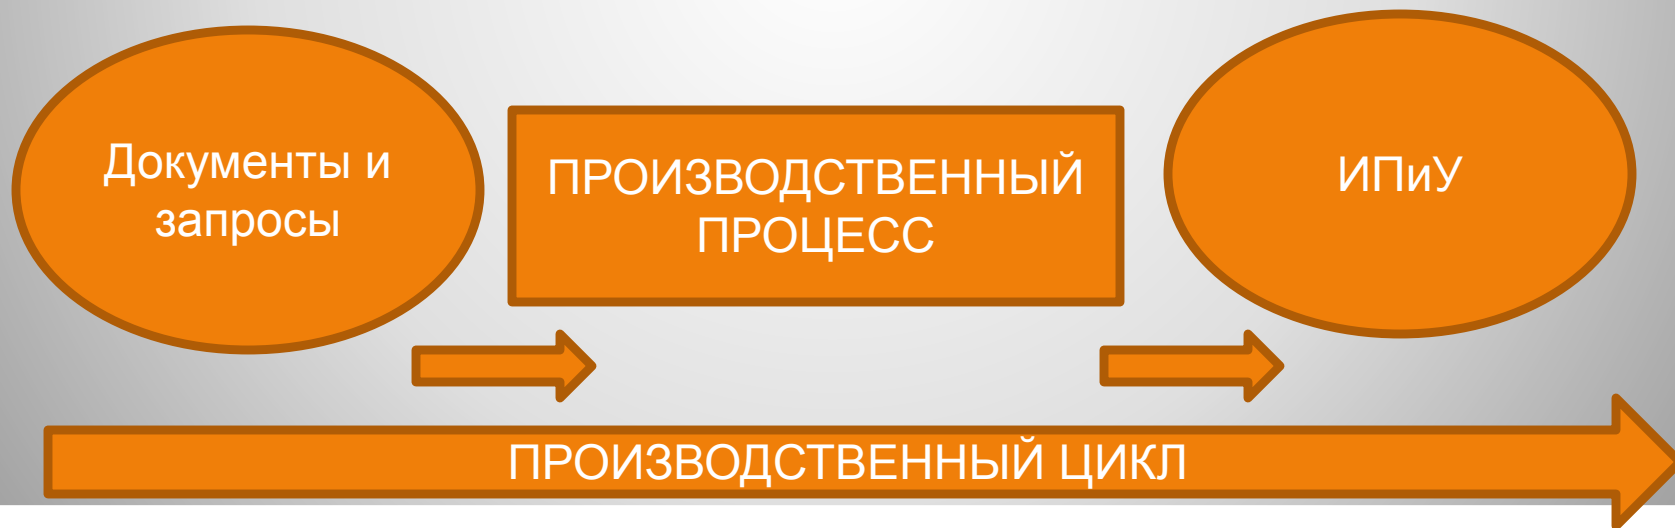 Документы и
запросы
ПРОИЗВОДСТВЕННЫЙ
ПРОЦЕСС
ИПиУ
ПРОИЗВОДСТВЕННЫЙ ЦИКЛ